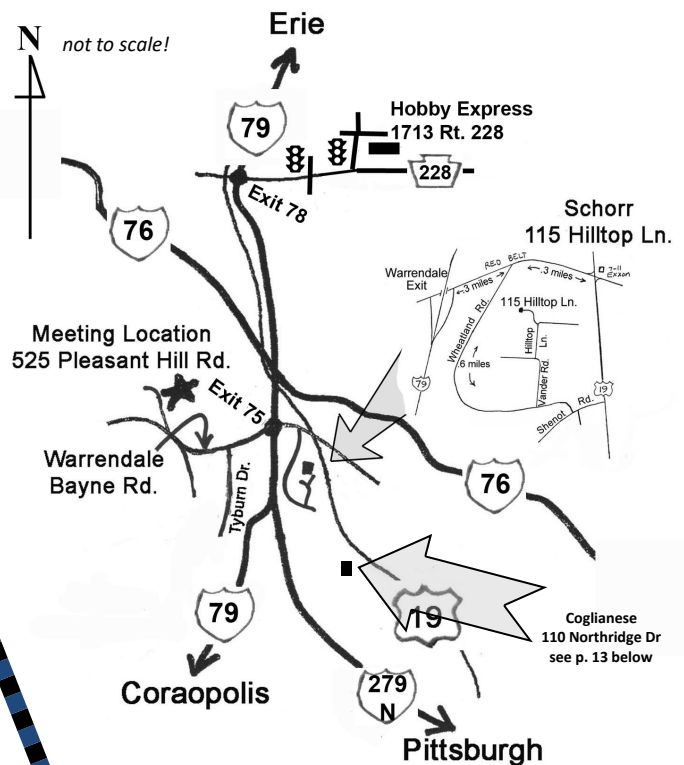 Erie
N not to scale!
79
Hobby Express
1713 Rt. 228
228
Exit 78
76
Schorr
115 Hilltop Ln.
RED BELT
7-11
Exxon
Warrendale
Exit
.3 miles
.3 miles
115 Hilltop Ln.
Wheatland Rd.
Hilltop Ln.
.6 miles
Vander Rd.
79
19
Shenot Rd.
Meeting Location
525 Pleasant Hill Rd.
Exit 75
Warrendale
Bayne Rd.
Tyburn Dr.
76
79
19
Coglianese
110 Northridge Dr
see p. 13 below
Coraopolis
279
N
Pittsburgh